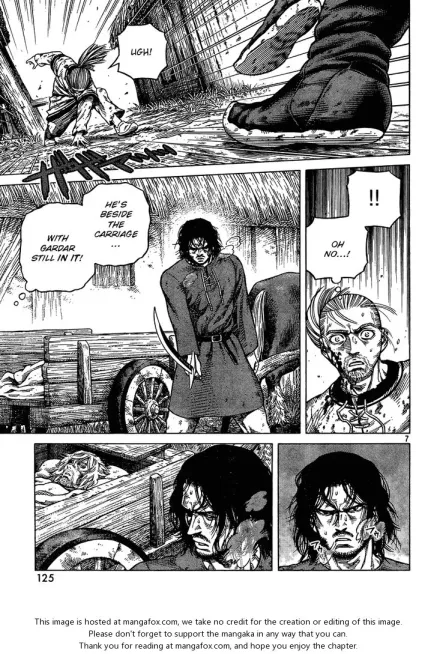 UGH!
!!
OH
NO...!
HE'S
BESIDE
THE
CARRIAGE
...
WITH
GARDAR
STILL IN IT!
7
125
This image is hosted at mangafox.com, we take no credit for the creation or editing of this image.
Please don't forget to support the mangaka in any way that you can.
Thank you for reading at mangafox.com, and hope you enjoy the chapter.